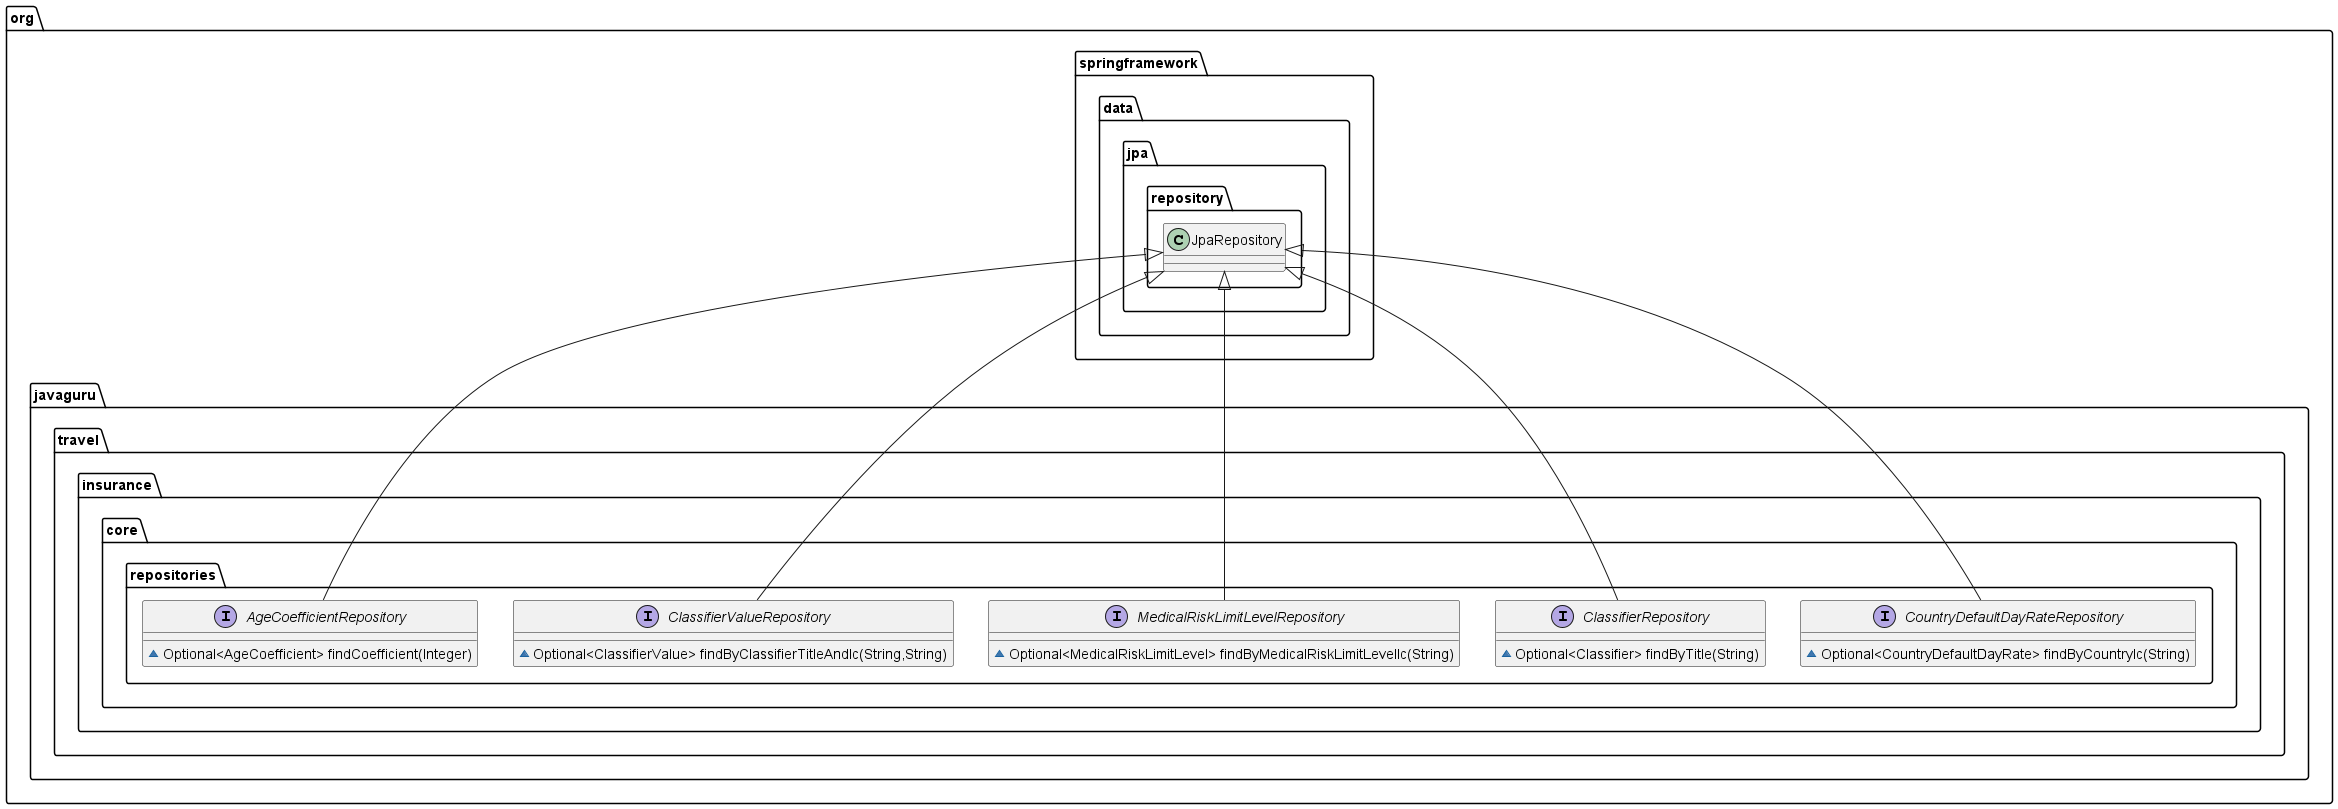 org
springframework
data
jpa
repository
C JpaRepository
javaguru
travel
insurance
core
repositories
I AgeCoefficientRepository
Optional<AgeCoefficient> findCoefficient(Integer)
I ClassifierValueRepository
Optional<ClassifierValue> findByClassifierTitleAndIc(String,String)
I MedicalRiskLimitLevelRepository
Optional<MedicalRiskLimitLevel> findByMedicalRiskLimitLevelIc(String)
I ClassifierRepository
Optional<Classifier> findByTitle(String)
I CountryDefaultDayRateRepository
Optional<CountryDefaultDayRate> findByCountryIc(String)